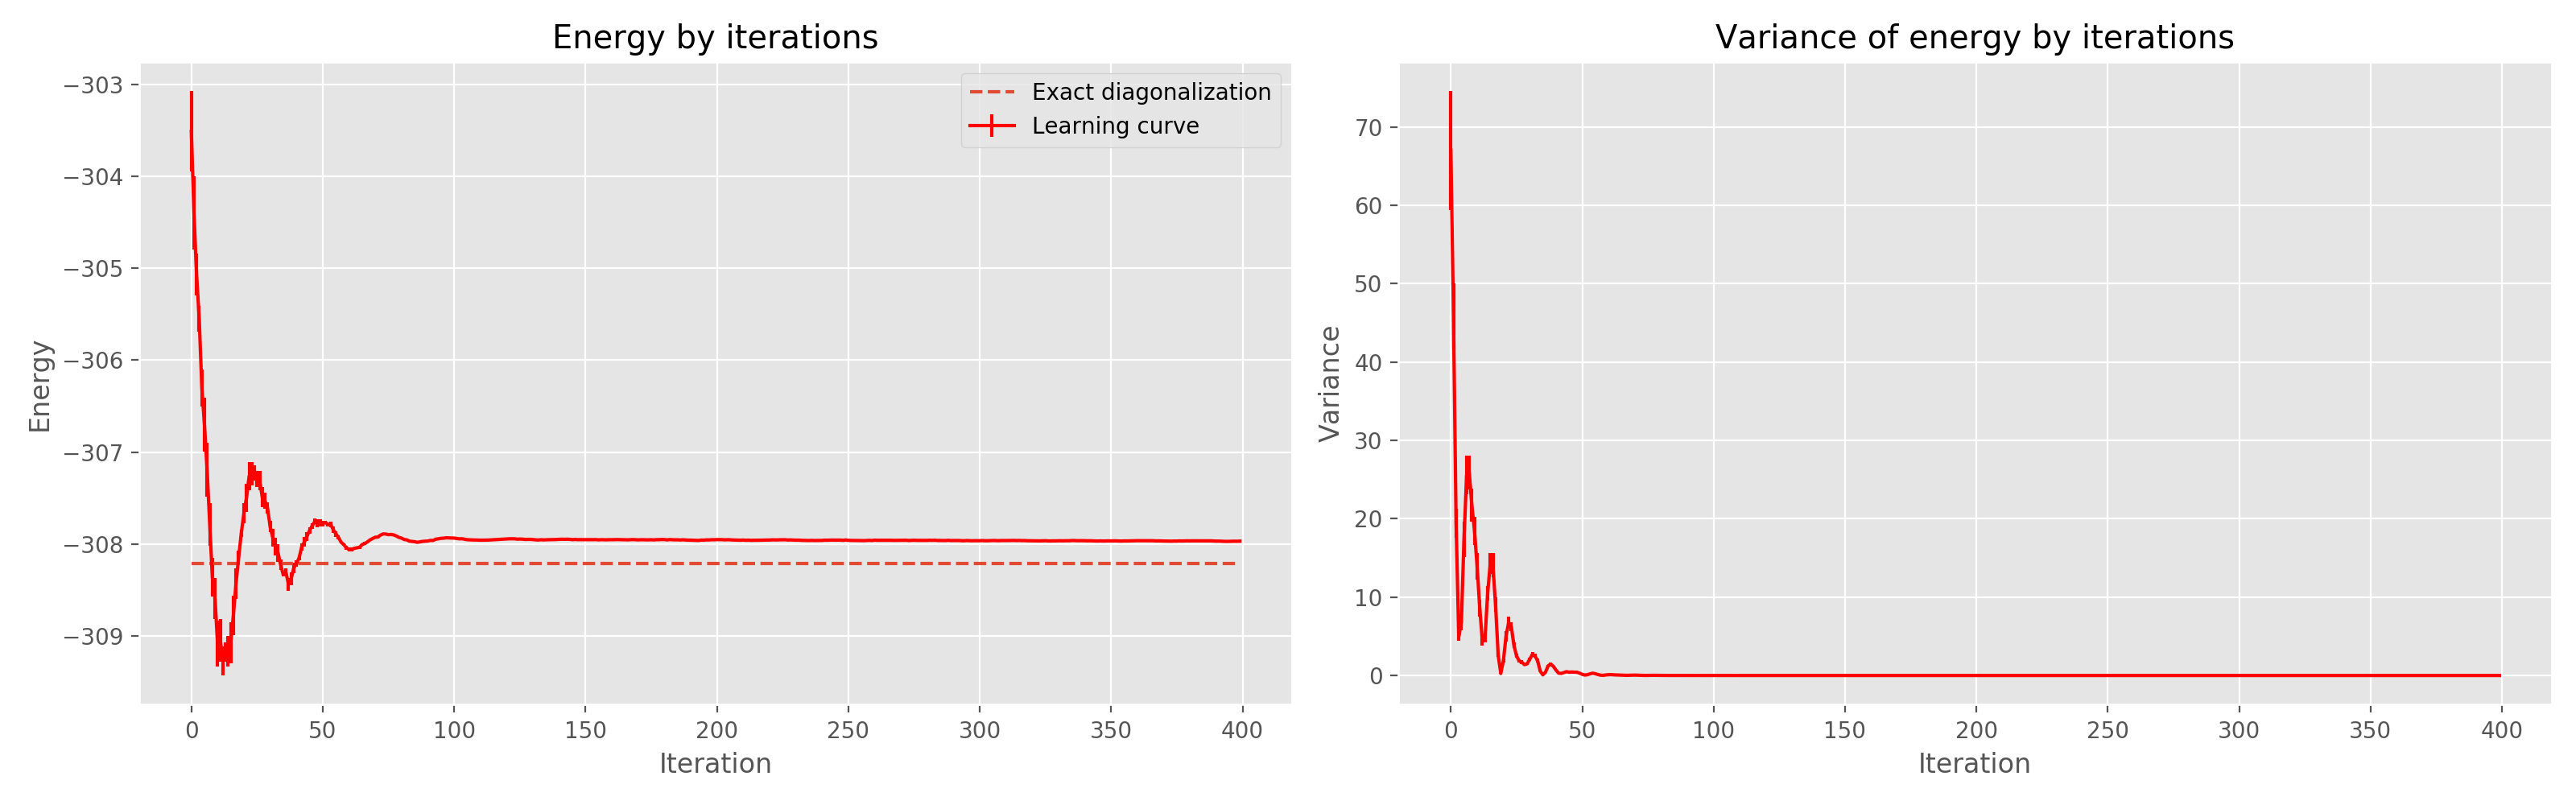 Energy by iterations
−303
−304
−305
−306
−307
−308
−309
Energy
0 50 100 150 200 250 300 350 400
Iteration
Exact diagonalization
Learning curve
Variance of energy by iterations
70
60
50
40
30
20
10
0
Variance
0 50 100 150 200 250 300 350 400
Iteration